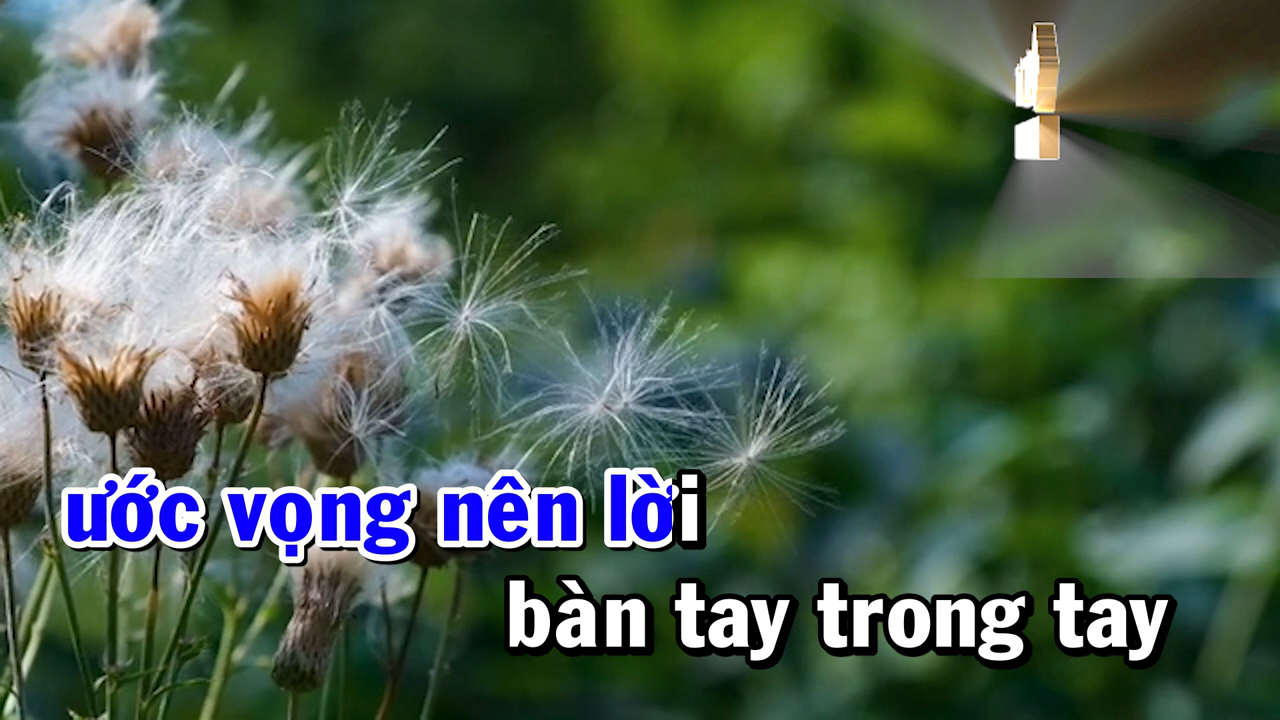 ước vọng nên lời
bàn tay trong tay